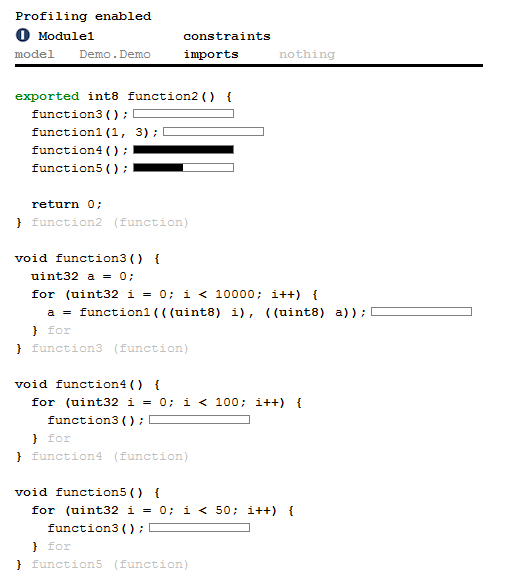 Profiling enabled
Module1 constraints
model Demo.Demo imports nothing
exported int8 function2() {
function3();
function1(1, 3);
function4();
function5();
return 0;
} function2 (function)
void function3() {
uint32 a = 0;
for (uint32 i = 0; i < 10000; i++) {
a = function1(((uint8) i), ((uint8) a));
} for
} function3 (function)
void function4() {
for (uint32 i = 0; i < 100; i++) {
function3();
} for
} function4 (function)
void function5() {
for (uint32 i = 0; i < 50; i++) {
function3();
} for
} function5 (function)